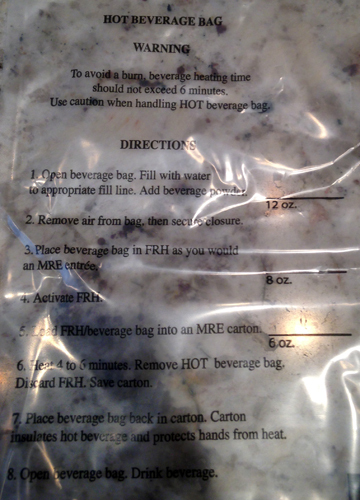 HOT BEVERAGE BAG
WARNING
To avoid a burn, beverage heating time
should not exceed 6 minutes.
Use caution when handling HOT beverage bag.
DIRECTIONS
1. Open beverage bag. Fill with water
to appropriate fill line. Add beverage powder.
12 oz.
2. Remove air from bag, then secure closure.
3. Place beverage bag in FRH as you would
an MRE entrée.
8 oz.
4. Activate FRH.
5. Load FRH/beverage bag into an MRE carton.
6 oz.
6. Heat 4 to 6 minutes. Remove HOT beverage bag.
Discard FRH. Save carton.
7. Place beverage bag back in carton. Carton
insulates hot beverage and protects hands from heat.
8. Open beverage bag. Drink beverage.